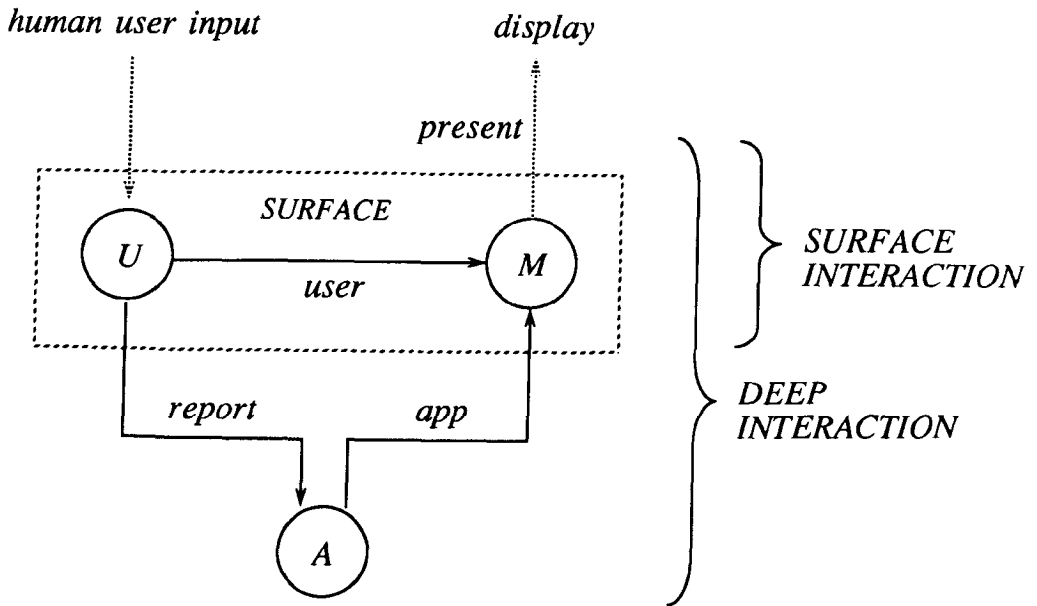 human user input
display
present
SURFACE
U
M
user
SURFACE
INTERACTION
report
app
DEEP
INTERACTION
A